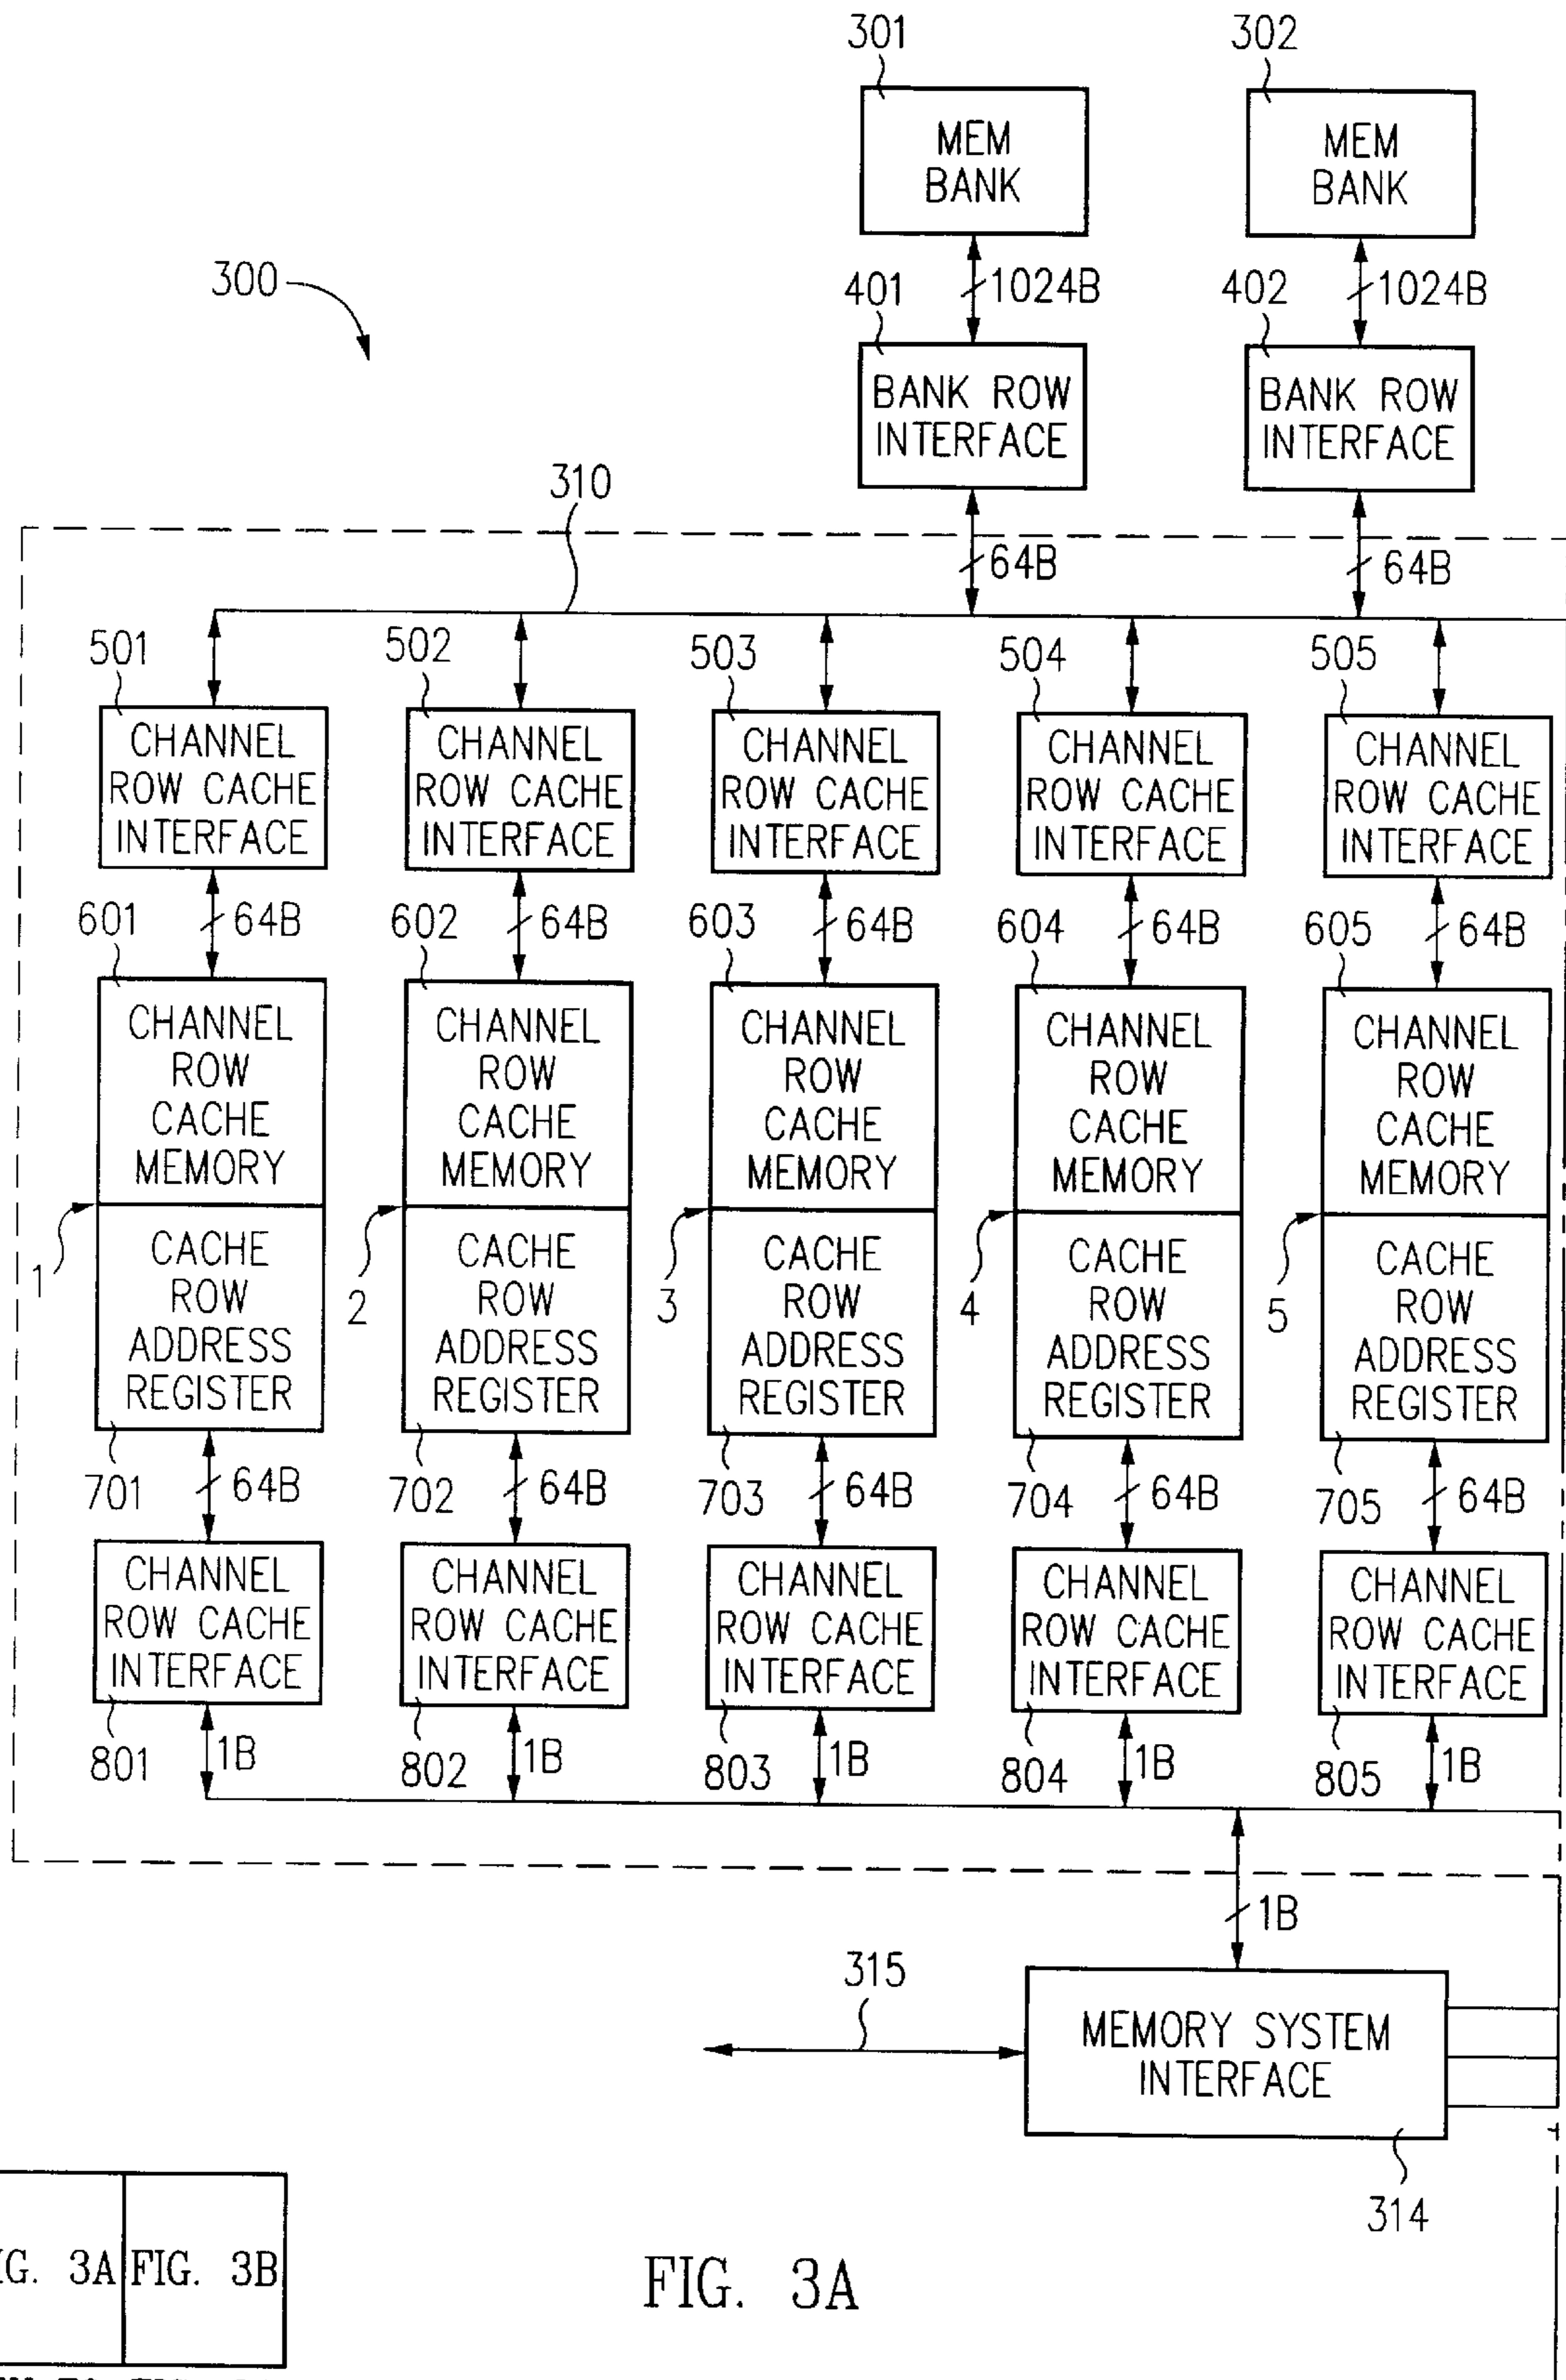 301 302
MEM MEM
BANK BANK
300
401 1024B 402 1024B
BANK ROW BANK ROW
INTERFACE INTERFACE
310
64B 64B
501 502 503 504 505
CHANNEL CHANNEL CHANNEL CHANNEL CHANNEL
ROW CACHE ROW CACHE ROW CACHE ROW CACHE ROW CACHE
INTERFACE INTERFACE INTERFACE INTERFACE INTERFACE
601 64B 602 64B 603 64B 604 64B 605 64B
CHANNEL CHANNEL CHANNEL CHANNEL CHANNEL
ROW ROW ROW ROW ROW
CACHE CACHE CACHE CACHE CACHE
MEMORY MEMORY MEMORY MEMORY MEMORY
CACHE CACHE CACHE CACHE CACHE
1 ROW 2 ROW 3 ROW 4 ROW 5 ROW
ADDRESS ADDRESS ADDRESS ADDRESS ADDRESS
REGISTER REGISTER REGISTER REGISTER REGISTER
701 64B 702 64B 703 64B 704 64B 705 64B
CHANNEL CHANNEL CHANNEL CHANNEL CHANNEL
ROW CACHE ROW CACHE ROW CACHE ROW CACHE ROW CACHE
INTERFACE INTERFACE INTERFACE INTERFACE INTERFACE
801 1B 802 1B 803 1B 804 1B 805 1B
1B
315
MEMORY SYSTEM
INTERFACE
314
IG. 3A FIG. 3B
FIG. 3A